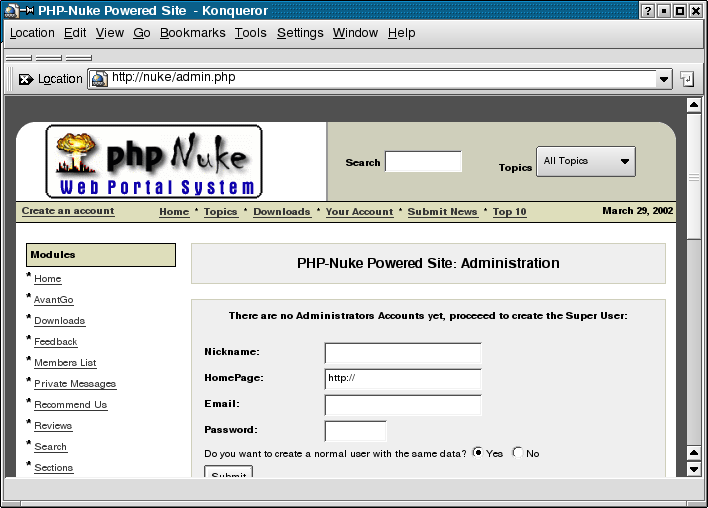 PHP-Nuke Powered Site - Konqueror
Location Edit View Go Bookmarks Tools Settings Window Help
Location http://nuke/admin.php
php Nuke
Web Portal System
Search
Topics All Topics
Create an account Home * Topics * Downloads * Your Account * Submit News * Top 10 March 29, 2002
Modules
* Home
* AvantGo
* Downloads
* Feedback
* Members List
* Private Messages
* Recommend Us
* Reviews
* Search
* Sections
PHP-Nuke Powered Site: Administration
There are no Administrators Accounts yet, proceeed to create the Super User:
Nickname:
HomePage: http://
Email:
Password:
Do you want to create a normal user with the same data? Yes No
Submit